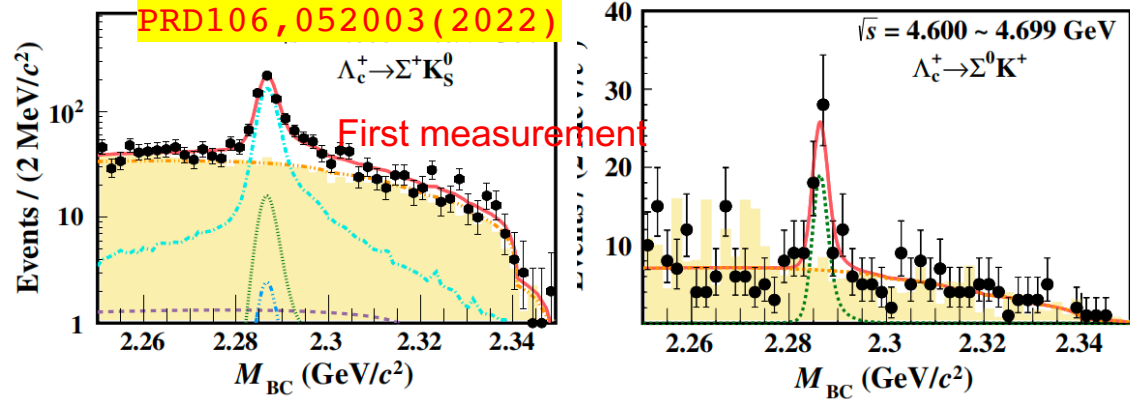 PRD106,052003(2022)
Λc+→Σ+KS0
First measurement
Events / (2 MeV/c2)
10^2
10
1
2.26 2.28 2.3 2.32 2.34
MBC (GeV/c2)
√s = 4.600 ~ 4.699 GeV
Λc+→Σ0K+
40
30
20
10
2.26 2.28 2.3 2.32 2.34
MBC (GeV/c2)